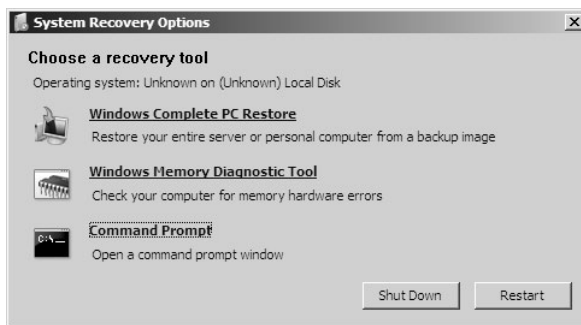 System Recovery Options
Choose a recovery tool
Operating system: Unknown on (Unknown) Local Disk
Windows Complete PC Restore
Restore your entire server or personal computer from a backup image
Windows Memory Diagnostic Tool
Check your computer for memory hardware errors
C:\_
Command Prompt
Open a command prompt window
Shut Down
Restart